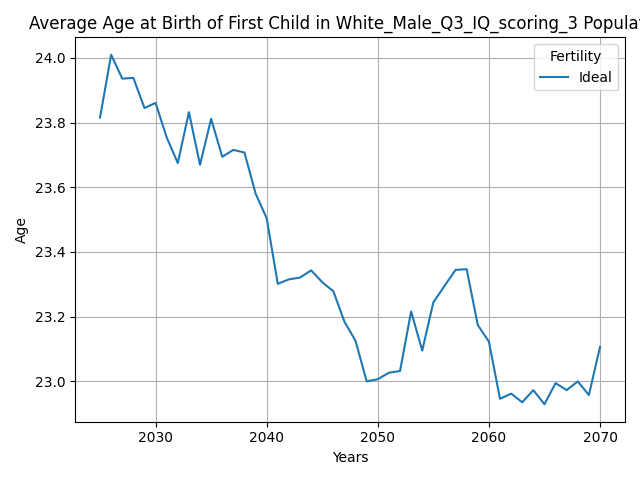 Average Age at Birth of First Child in White_Male_Q3_IQ_scoring_3
Fertility
Ideal
24.0
23.8
23.6
23.4
23.2
23.0
Age
2030 2040 2050 2060 2070
Years